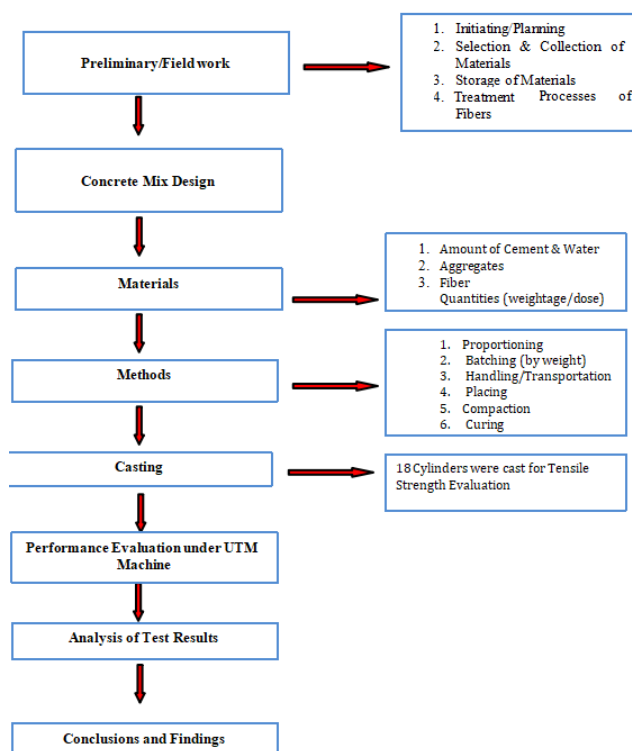 Preliminary/Field work
1. Initiating/Planning
2. Selection & Collection of
Materials
3. Storage of Materials
4. Treatment Processes of
Fibers
Concrete Mix Design
Materials
1. Amount of Cement & Water
2. Aggregates
3. Fiber
Quantities (weightage/dose)
Methods
1. Proportioning
2. Batching (by weight)
3. Handling/Transportation
4. Placing
5. Compaction
6. Curing
Casting
18 Cylinders were cast for Tensile
Strength Evaluation
Performance Evaluation under UTM
Machine
Analysis of Test Results
Conclusions and Findings